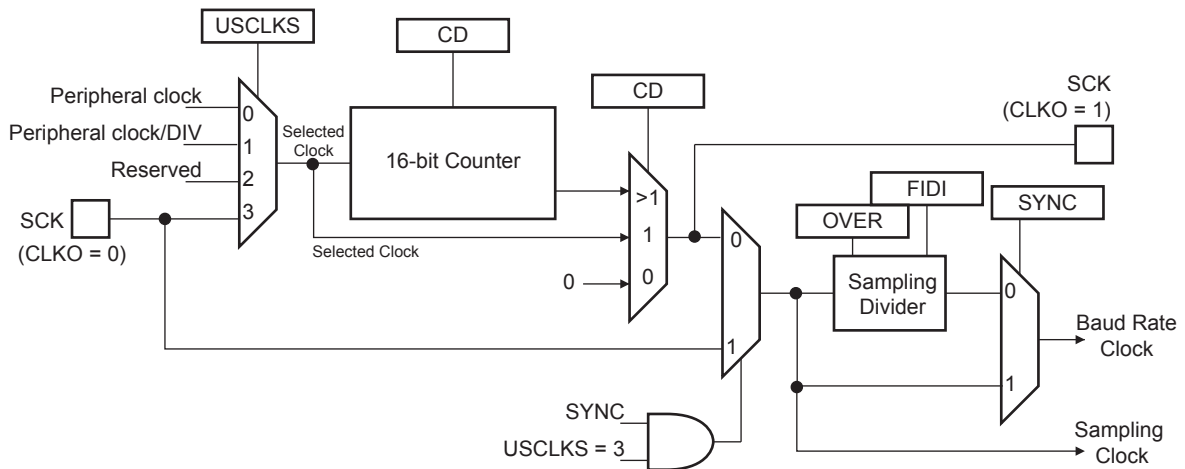 USCLKS
CD
CD
SCK
(CLKO = 1)
Peripheral clock
Peripheral clock/DIV
Reserved
SCK
(CLKO = 0)
0
1
2
3
Selected
Clock
16-bit Counter
Selected Clock
0
>1
1
0
0
1
FIDI
OVER
SYNC
Sampling
Divider
0
1
Baud Rate
Clock
SYNC
USCLKS = 3
Sampling
Clock